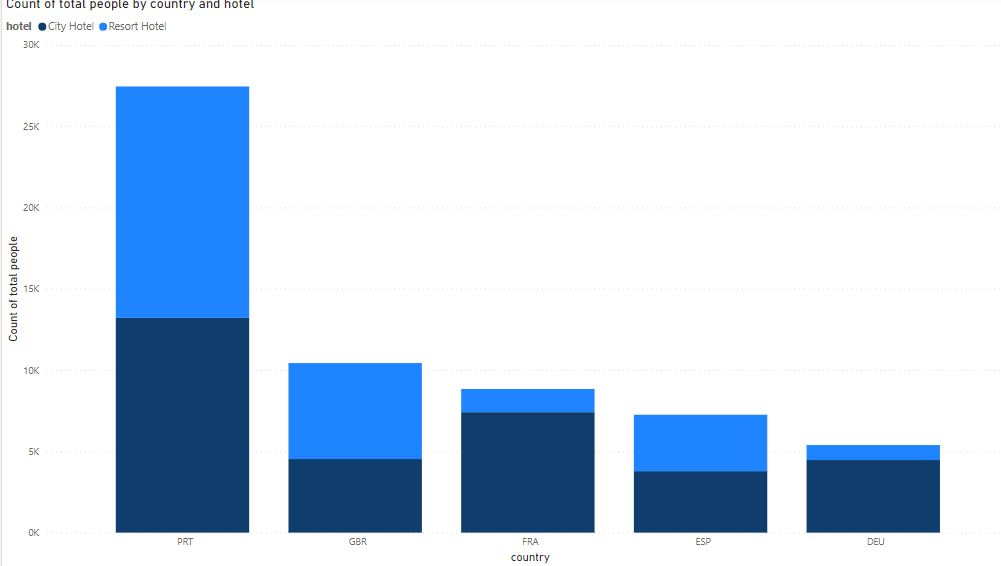 Count of total people by country and hotel
hotel City Hotel Resort Hotel
30K
25K
20K
15K
10K
5K
0K
Count of total people
PRT GBR FRA ESP DEU
country